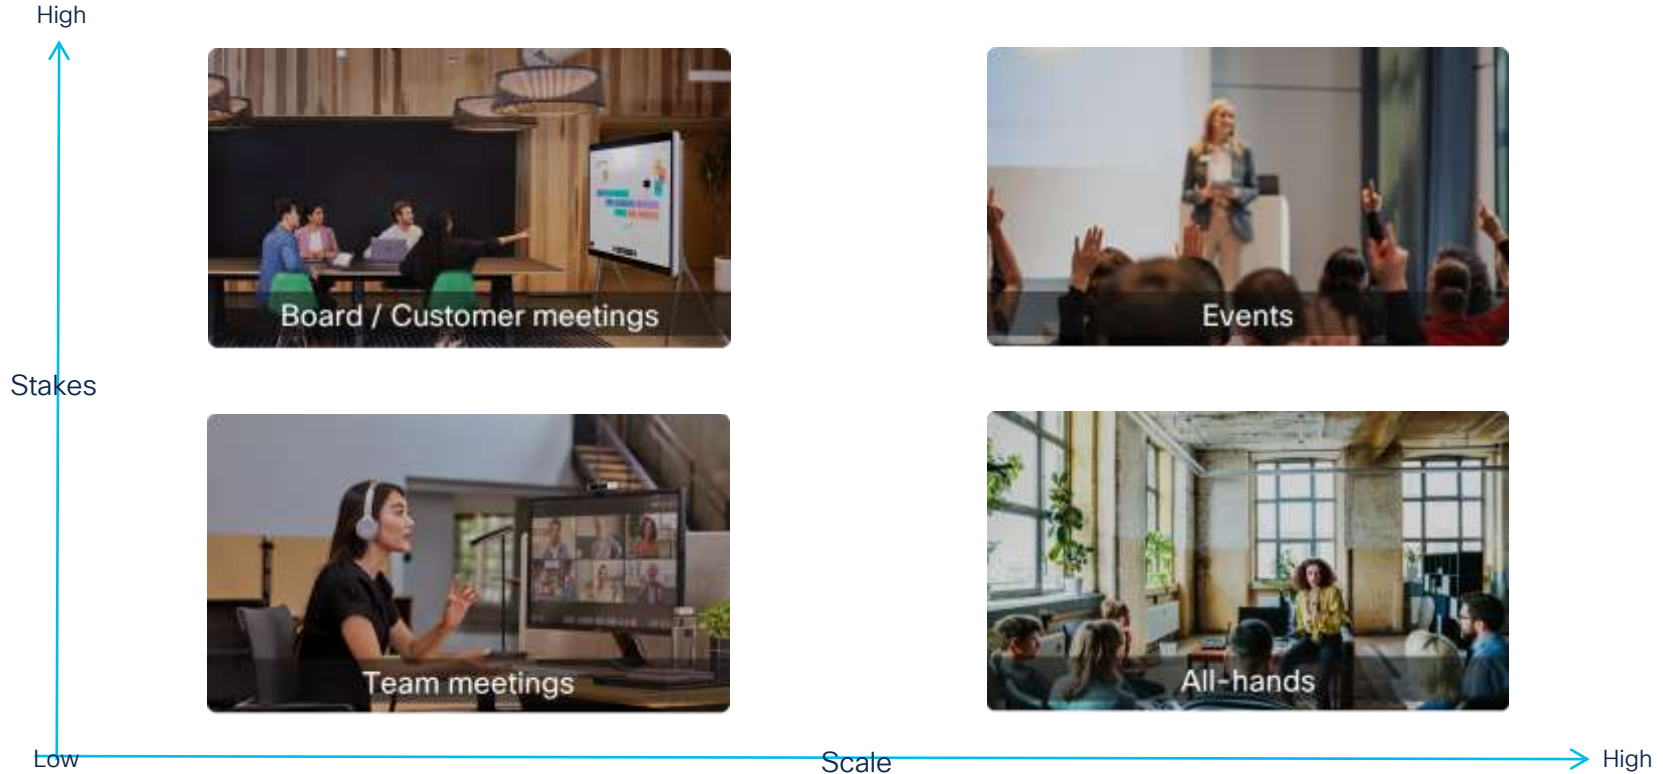 High
Board / Customer meetings
Events
Stakes
Team meetings
All-hands
Low
Scale
High